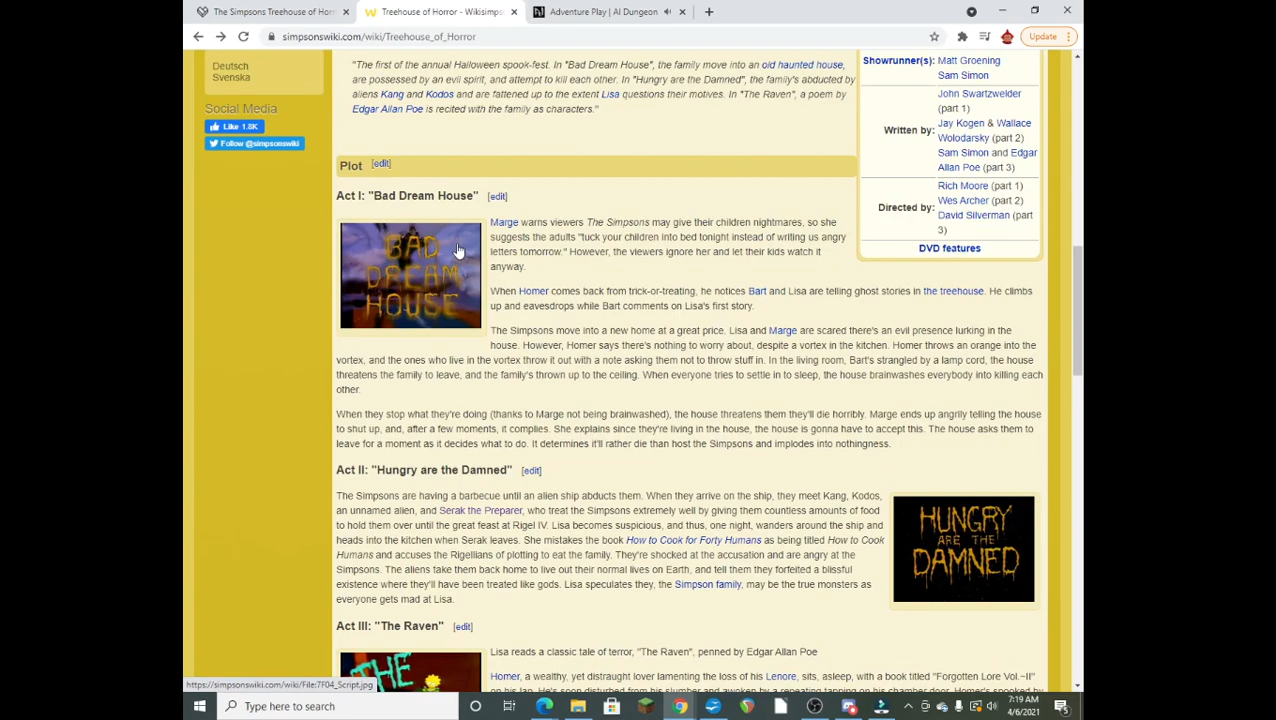 The Simpsons Treehouse of Horr
Treehouse of Horror - Wikisimps
Adventure Play | AI Dungeon
simpsonswiki.com/wiki/Treehouse_of_Horror
Update
Deutsch
Svenska
Social Media
Like 1.8K
Follow @simpsonswiki
"The first of the annual Halloween spook-fest. In "Bad Dream House", the family move into an old haunted house,
are possessed by an evil spirit, and attempt to kill each other. In "Hungry are the Damned", the family's abducted by
aliens Kang and Kodos and are fattened up to the extent Lisa questions their motives. In "The Raven", a poem by
Edgar Allan Poe is recited with the family as characters."
Showrunner(s): Matt Groening
Sam Simon
Written by:
John Swartzwelder
(part 1)
Jay Kogen & Wallace
Wolodarsky (part 2)
Sam Simon and Edgar
Allan Poe (part 3)
Directed by:
Rich Moore (part 1)
Wes Archer (part 2)
David Silverman (part
3)
DVD features
Plot [edit]
Act I: "Bad Dream House" [edit]
BAD
DREAM
HOUSE
Marge warns viewers The Simpsons may give their children nightmares, so she
suggests the adults "tuck your children into bed tonight instead of writing us angry
letters tomorrow." However, the viewers ignore her and let their kids watch it
anyway.
When Homer comes back from trick-or-treating, he notices Bart and Lisa are telling ghost stories in the treehouse. He climbs
up and eavesdrops while Bart comments on Lisa's first story.
The Simpsons move into a new home at a great price. Lisa and Marge are scared there's an evil presence lurking in the
house. However, Homer says there's nothing to worry about, despite a vortex in the kitchen. Homer throws an orange into the
vortex, and the ones who live in the vortex throw it out with a note asking them not to throw stuff in. In the living room, Bart's strangled by a lamp cord, the house
threatens the family to leave, and the family's thrown up to the ceiling. When everyone tries to settle in to sleep, the house brainwashes everybody into killing each
other.
When they stop what they're doing (thanks to Marge not being brainwashed), the house threatens them they'll die horribly. Marge ends up angrily telling the house
to shut up, and, after a few moments, it complies. She explains since they're living in the house, the house is gonna have to accept this. The house asks them to
leave for a moment as it decides what to do. It determines it'll rather die than host the Simpsons and implodes into nothingness.
Act II: "Hungry are the Damned" [edit]
The Simpsons are having a barbecue until an alien ship abducts them. When they arrive on the ship, they meet Kang, Kodos,
an unnamed alien, and Serak the Preparer, who treat the Simpsons extremely well by giving them countless amounts of food
to hold them over until the great feast at Rigel IV. Lisa becomes suspicious, and thus, one night, wanders around the ship and
heads into the kitchen when Serak leaves. She mistakes the book How to Cook for Forty Humans as being titled How to Cook
Humans and accuses the Rigellians of plotting to eat the family. They're shocked at the accusation and are angry at the
Simpsons. The aliens take them back home to live out their normal lives on Earth, and tell them they forfeited a blissful
existence where they'll have been treated like gods. Lisa speculates they, the Simpson family, may be the true monsters as
everyone gets mad at Lisa.
HUNGRY
ARE THE
DAMNED
Act III: "The Raven" [edit]
THE
Lisa reads a classic tale of terror, "The Raven", penned by Edgar Allan Poe
Homer, a wealthy, yet distraught lover lamenting the loss of his Lenore, sits, asleep, with a book titled "Forgotten Lore Vol.~II"
https://simpsonswiki.com/wiki/File:7F04_Script.jpg
Type here to search
7:19 AM
4/6/2021
5